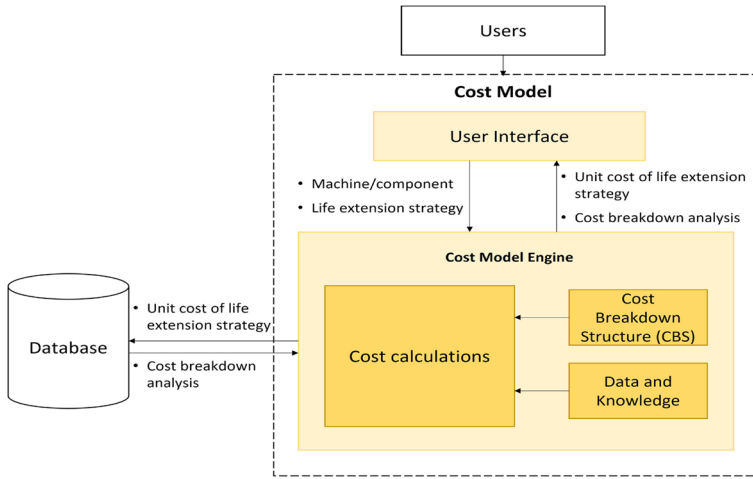 Users
Cost Model
User Interface
• Machine/component
• Life extension strategy
• Unit cost of life extension
strategy
• Cost breakdown analysis
Cost Model Engine
Cost calculations
Cost
Breakdown
Structure (CBS)
Data and
Knowledge
Database
• Unit cost of life
extension strategy
• Cost breakdown
analysis